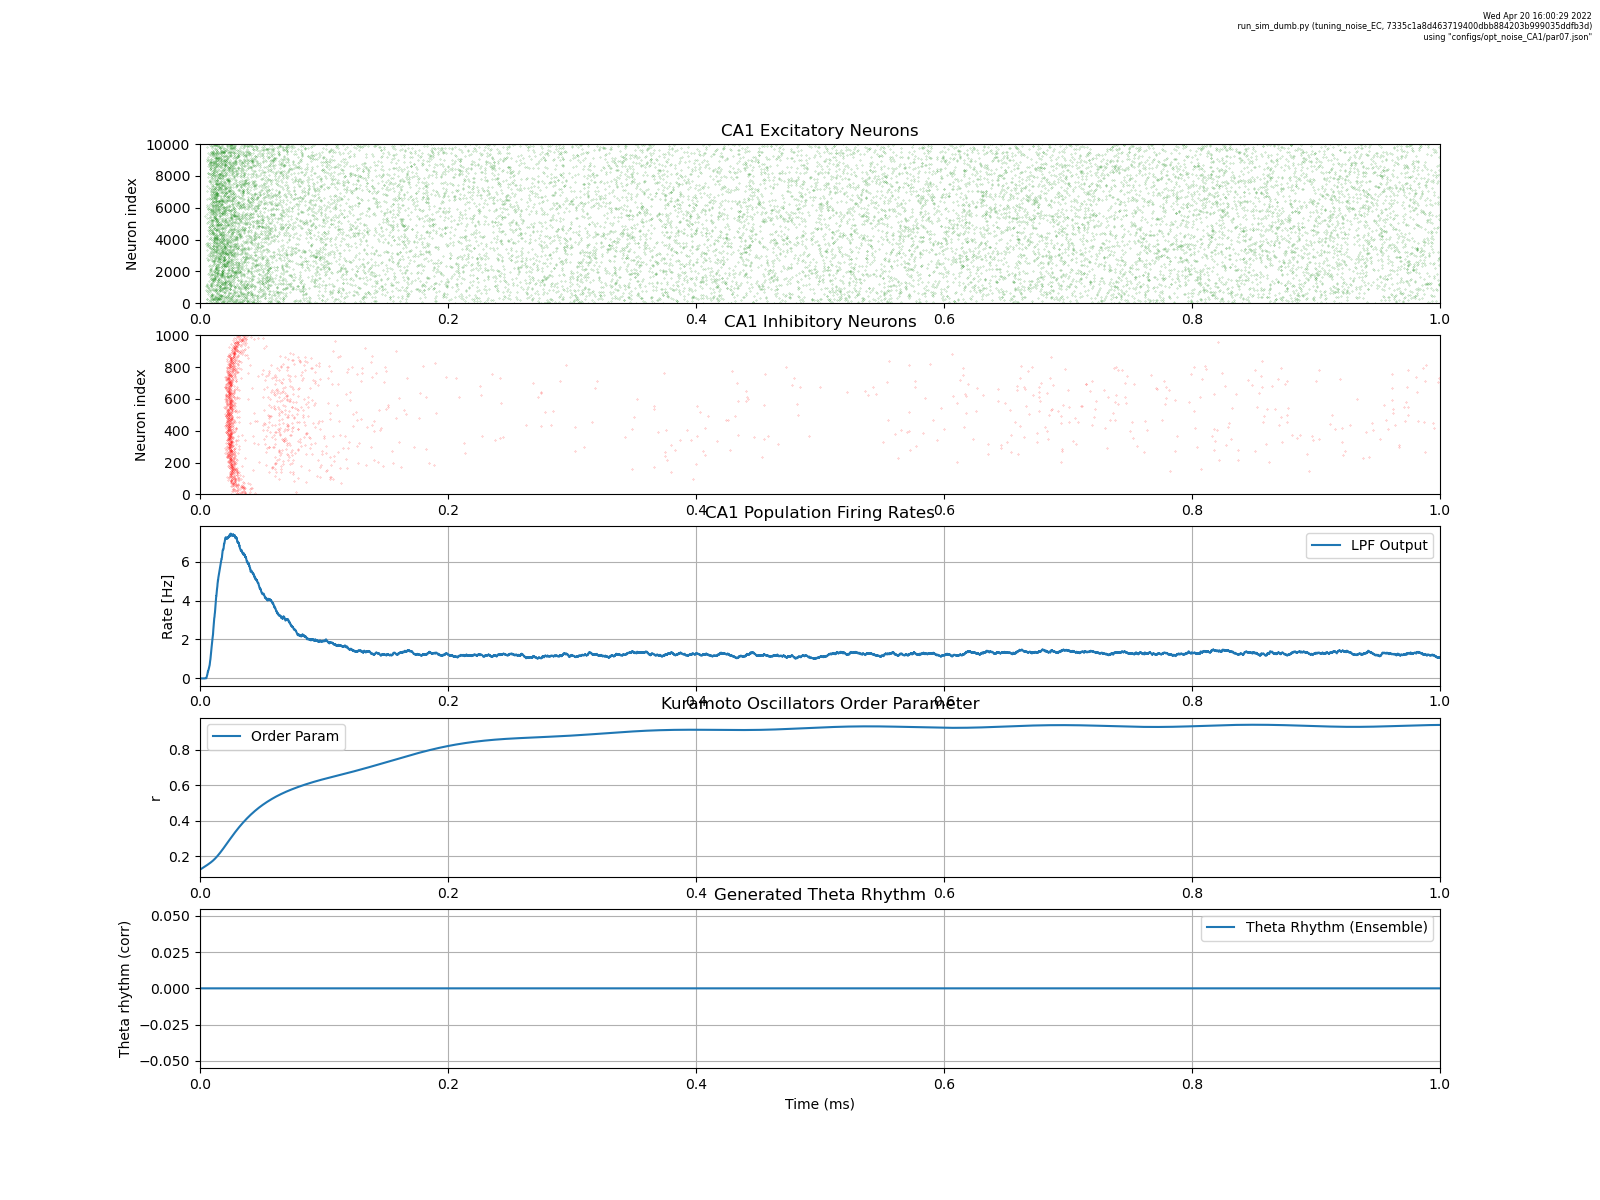 Wed Apr 20 16:00:29 2022
run_sim_dumb.py (tuning_noise_EC, 7335c1a8d463719400dbb884203b999035ddfb3d)
using "configs/opt_noise_CA1/par07.json"
CA1 Excitatory Neurons
Neuron index
10000
8000
6000
4000
2000
0
0.0 0.2 0.4 0.6 0.8 1.0
CA1 Inhibitory Neurons
Neuron index
1000
800
600
400
200
0
0.0 0.2 0.4 0.6 0.8 1.0
CA1 Population Firing Rates
LPF Output
Rate [Hz]
6
4
2
0
0.0 0.2 0.4 0.6 0.8 1.0
Kuramoto Oscillators Order Parameter
Order Param
r
0.8
0.6
0.4
0.2
0.0 0.2 0.4 0.6 0.8 1.0
Generated Theta Rhythm
Theta Rhythm (Ensemble)
Theta rhythm (corr)
0.050
0.025
0.000
−0.025
−0.050
0.0 0.2 0.4 0.6 0.8 1.0
Time (ms)